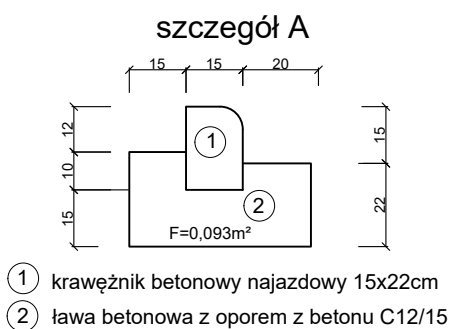 szczegół A
15 15 20
12
1
15
10
15
2
22
F=0,093m²
1 krawężnik betonowy najazdowy 15x22cm
2 ława betonowa z oporem z betonu C12/15